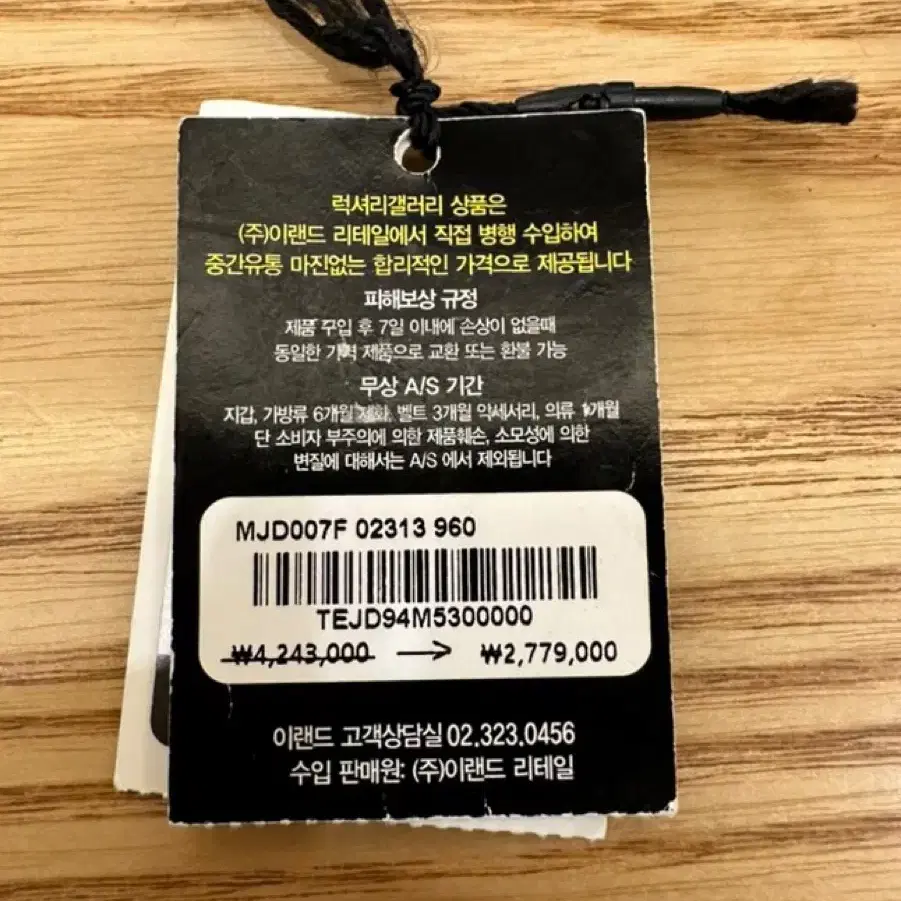 럭셔리갤러리 상품은
(주)이랜드 리테일에서 직접 병행 수입하여
중간유통 마진없는 합리적인 가격으로 제공됩니다
피해보상 규정
제품 구입 후 7일 이내에 손상이 없을때
동일한 가격 제품으로 교환 또는 환불 가능
무상 A/S 기간
지갑, 가방류 6개월 제화, 벨트 3개월 악세서리, 의류 1개월
단 소비자 부주의에 의한 제품훼손, 소모성에 의한
변질에 대해서는 A/S 에서 제외됩니다
MJD007F 02313 960
TEJD94M5300000
₩4,243,000 → ₩2,779,000
이랜드 고객상담실 02.323.0456
수입 판매원: (주)이랜드 리테일